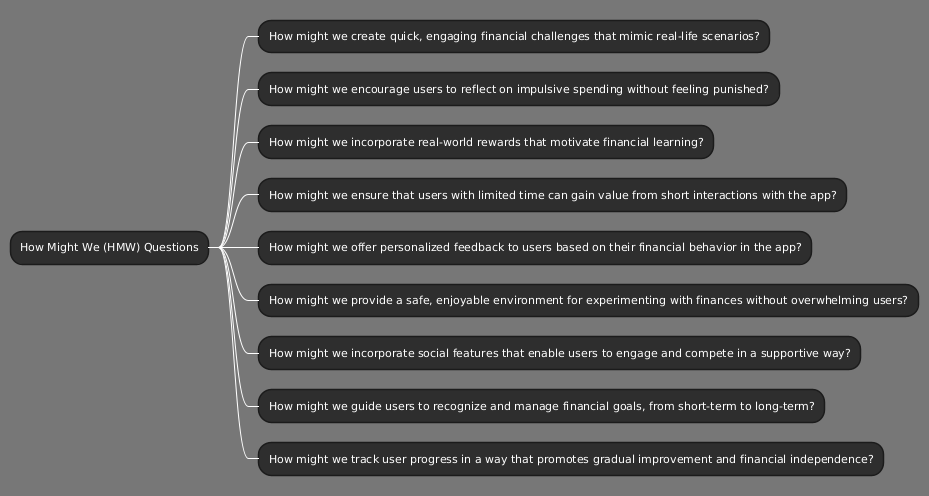 How Might We (HMW) Questions
How might we create quick, engaging financial challenges that mimic real-life scenarios?
How might we encourage users to reflect on impulsive spending without feeling punished?
How might we incorporate real-world rewards that motivate financial learning?
How might we ensure that users with limited time can gain value from short interactions with the app?
How might we offer personalized feedback to users based on their financial behavior in the app?
How might we provide a safe, enjoyable environment for experimenting with finances without overwhelming users?
How might we incorporate social features that enable users to engage and compete in a supportive way?
How might we guide users to recognize and manage financial goals, from short-term to long-term?
How might we track user progress in a way that promotes gradual improvement and financial independence?